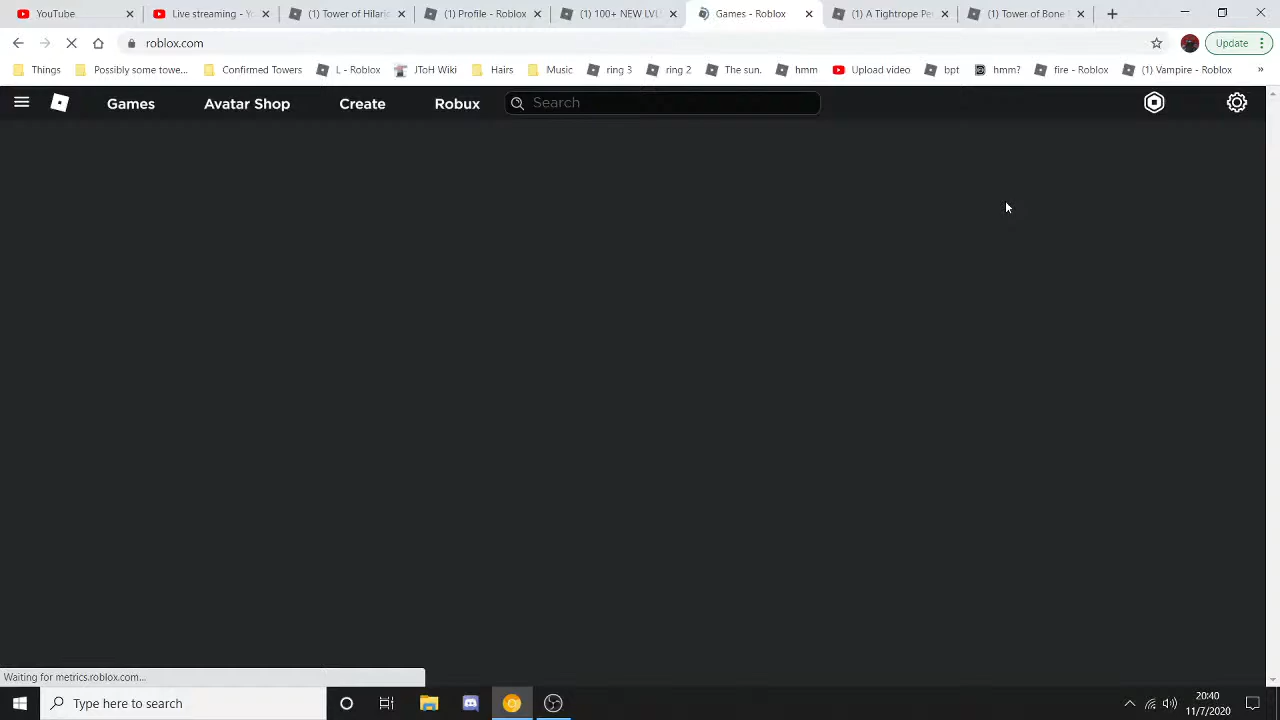 YouTube
Live streaming - Yo
(1) Tower of Hilario
(1) Profile - Roblox
(1) 100+ NEW LVL
Games - Roblox
(1) A Tightrope Pe
(1) Tower of Bone
roblox.com
Update
Things
Possibly some towe...
Confirmed Towers
L - Roblox
JToH Wiki
Hairs
Music
ring 3
ring 2
The sun.
hmm
Upload video
bpt
hmm?
fire - Roblox
(1) Vampire - Roblox
»
Games
Avatar Shop
Create
Robux
Search
Waiting for metrics.roblox.com...
Type here to search
20:40
11/7/2020